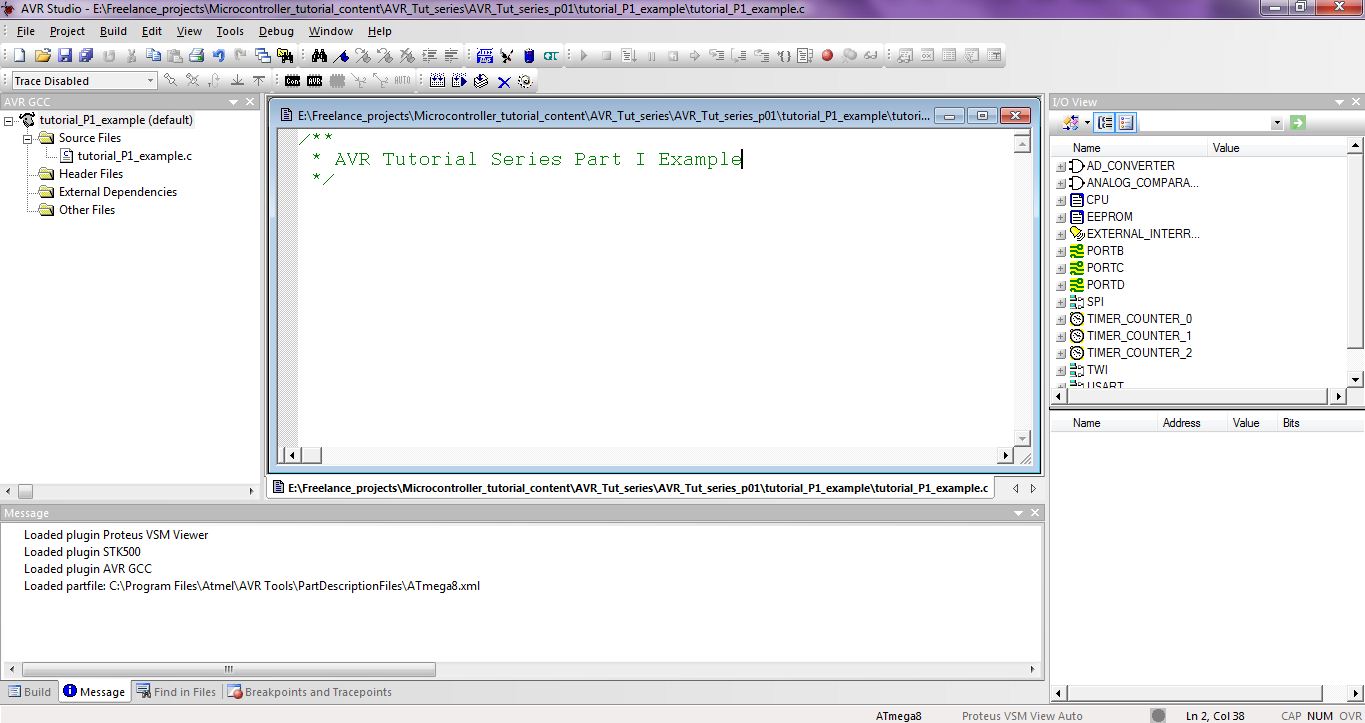 AVR Studio - E:\Freelance_projects\Microcontroller_tutorial_content\AVR_Tut_series\AVR_Tut_series_p01\tutorial_P1_example\tutorial_P1_example.c
File Project Build Edit View Tools Debug Window Help
Trace Disabled
Con AVR AUTO
AVR GCC
tutorial_P1_example (default)
Source Files
tutorial_P1_example.c
Header Files
External Dependencies
Other Files
E:\Freelance_projects\Microcontroller_tutorial_content\AVR_Tut_series\AVR_Tut_series_p01\tutorial_P1_example\tutori...
/**
* AVR Tutorial Series Part I Example
*/
E:\Freelance_projects\Microcontroller_tutorial_content\AVR_Tut_series\AVR_Tut_series_p01\tutorial_P1_example\tutorial_P1_example.c
I/O View
Name Value
AD_CONVERTER
ANALOG_COMPARA...
CPU
EEPROM
EXTERNAL_INTERR...
PORTB
PORTC
PORTD
SPI
TIMER_COUNTER_0
TIMER_COUNTER_1
TIMER_COUNTER_2
TWI
USART
Name Address Value Bits
Message
Loaded plugin Proteus VSM Viewer
Loaded plugin STK500
Loaded plugin AVR GCC
Loaded partfile: C:\Program Files\Atmel\AVR Tools\PartDescriptionFiles\ATmega8.xml
Build Message Find in Files Breakpoints and Tracepoints
ATmega8 Proteus VSM View Auto Ln 2, Col 38 CAP NUM OVR